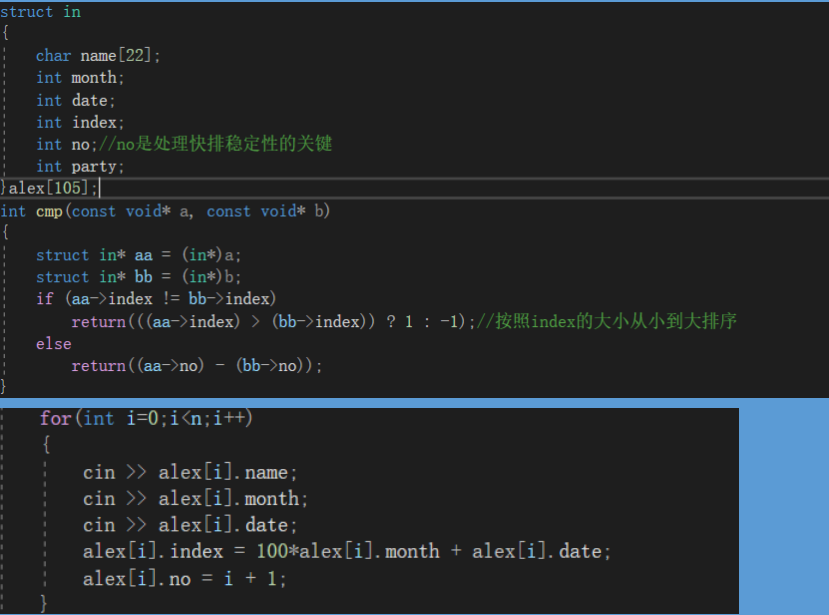 struct in
{
char name[22];
int month;
int date;
int index;
int no;//no是处理快排稳定性的关键
int party;
}alex[105];
int cmp(const void* a, const void* b)
{
struct in* aa = (in*)a;
struct in* bb = (in*)b;
if (aa->index != bb->index)
return(((aa->index) > (bb->index)) ? 1 : -1);//按照index的大小从小到大排序
else
return((aa->no) - (bb->no));
}
for(int i=0;i<n;i++)
{
cin >> alex[i].name;
cin >> alex[i].month;
cin >> alex[i].date;
alex[i].index = 100*alex[i].month + alex[i].date;
alex[i].no = i + 1;
}